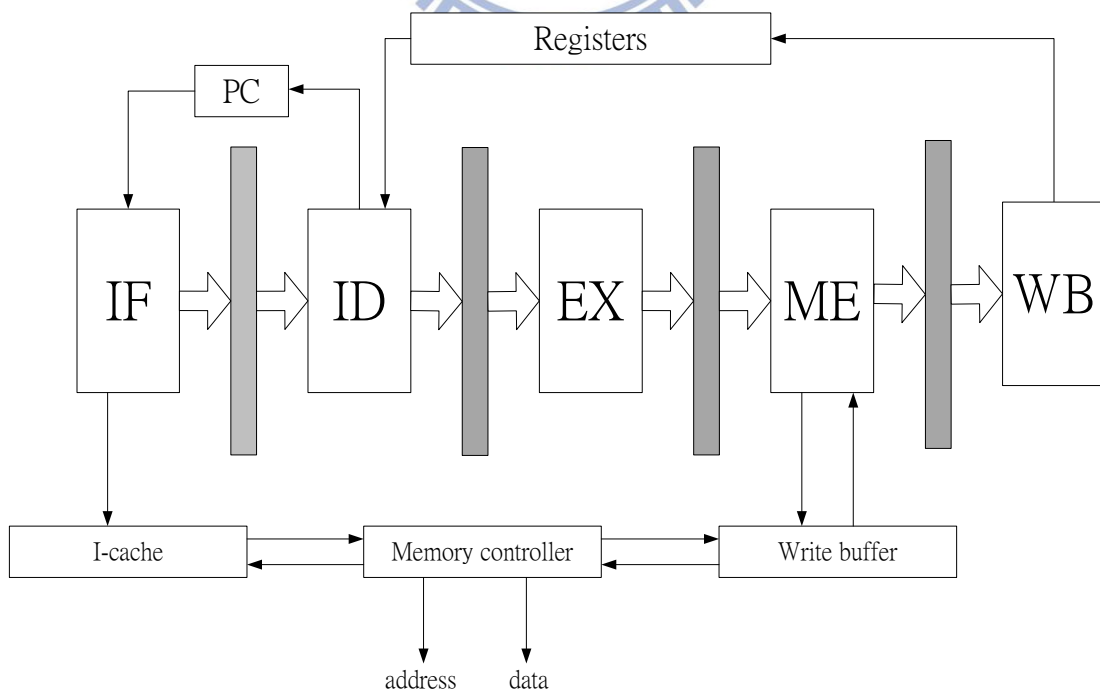 Registers
PC
IF
ID
EX
ME
WB
I-cache
Memory controller
Write buffer
address
data